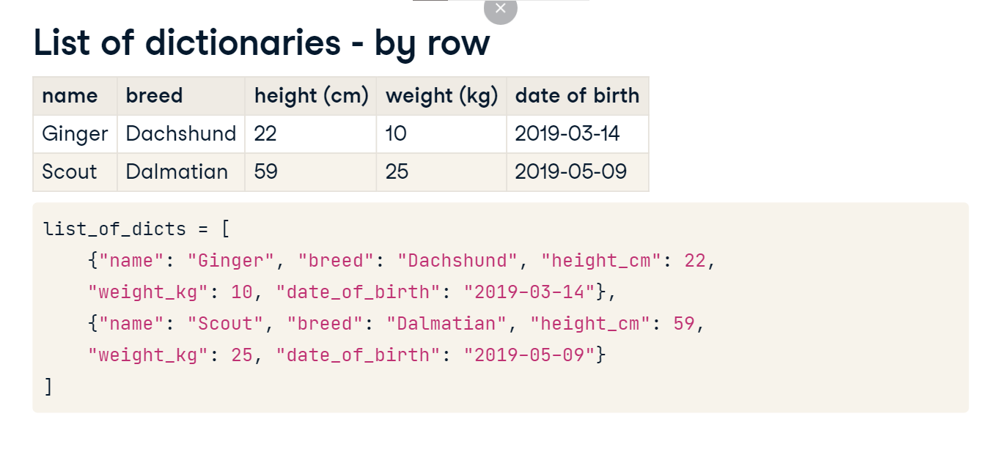 List of dictionaries - by row
name breed height (cm) weight (kg) date of birth
Ginger Dachshund 22 10 2019-03-14
Scout Dalmatian 59 25 2019-05-09
list_of_dicts = [
    {"name": "Ginger", "breed": "Dachshund", "height_cm": 22,
    "weight_kg": 10, "date_of_birth": "2019-03-14"},
    {"name": "Scout", "breed": "Dalmatian", "height_cm": 59,
    "weight_kg": 25, "date_of_birth": "2019-05-09"}
]